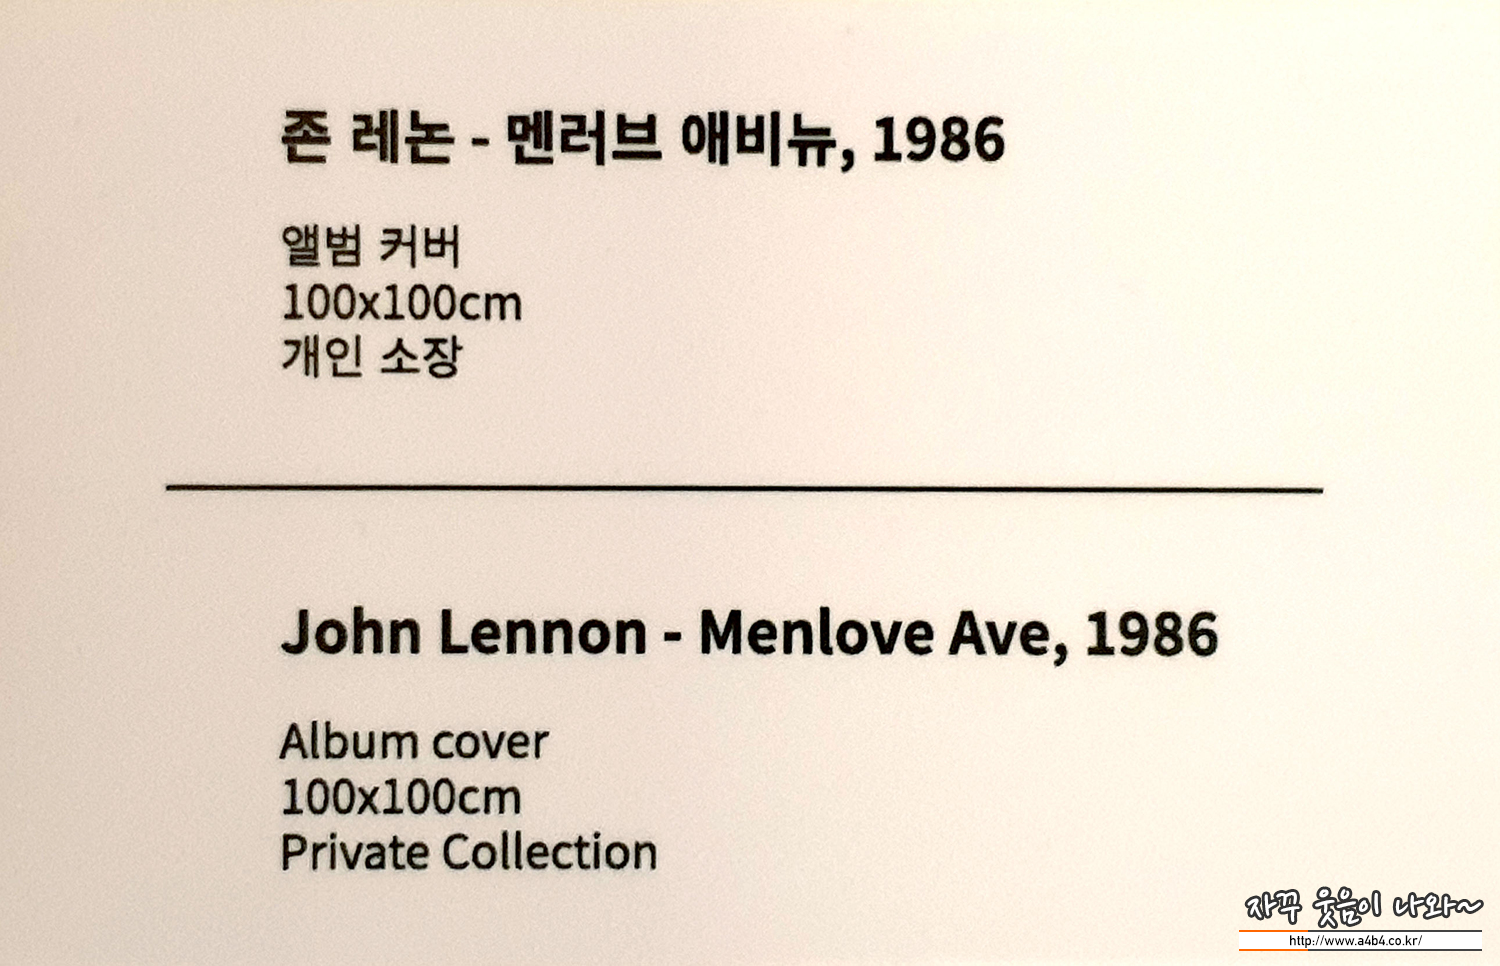 존 레논 - 멘러브 애비뉴, 1986
앨범 커버
100x100cm
개인 소장
John Lennon - Menlove Ave, 1986
Album cover
100x100cm
Private Collection
자꾸 웃음이 나와~
http://www.a4b4.co.kr/